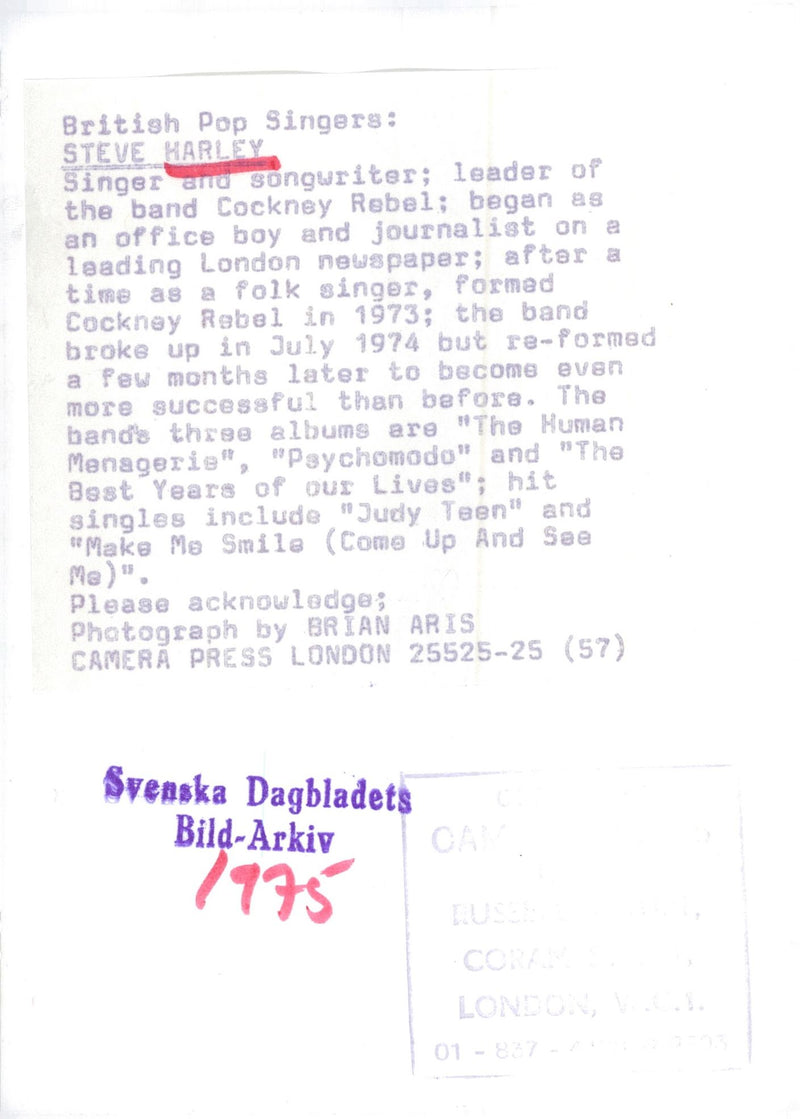 British Pop Singers:
STEVE HARLEY
Singer and songwriter; leader of
the band Cockney Rebel; began as
an office boy and journalist on a
leading London newspaper; after a
time as a folk singer, formed
Cockney Rebel in 1973; the band
broke up in July 1974 but re-formed
a few months later to become even
more successful than before. The
band's three albums are "The Human
Menagerie", "Psychomodo" and "The
Best Years of our Lives"; hit
singles include "Judy Teen" and
"Make Me Smile (Come Up And See
Me)".
Please acknowledge;
Photograph by BRIAN ARIS
CAMERA PRESS LONDON 25525-25 (57)
Svenska Dagbladets
Bild-Arkiv
1975
LONDON, W.C.1.
01 - 837 -